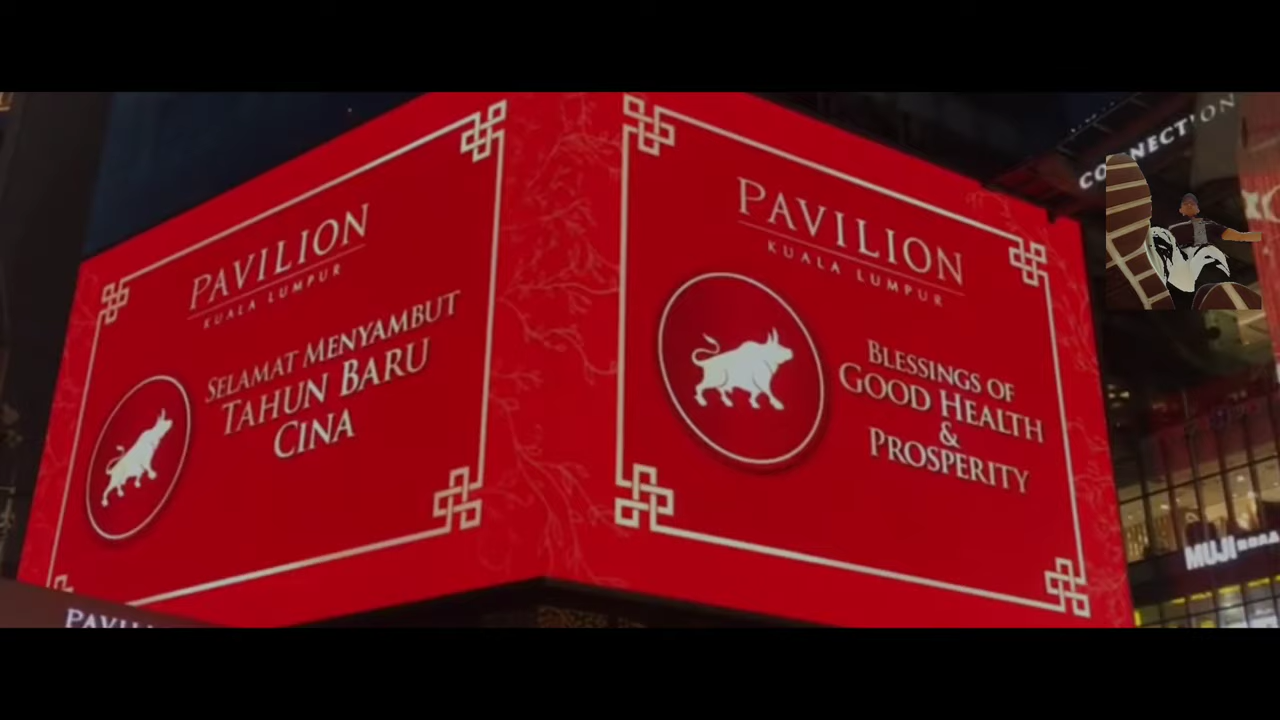 PAVILION
KUALA LUMPUR
SELAMAT MENYAMBUT
TAHUN BARU
CINA
PAVILION
KUALA LUMPUR
BLESSINGS OF
GOOD HEALTH
&
PROSPERITY
CONNECTION
MUJI